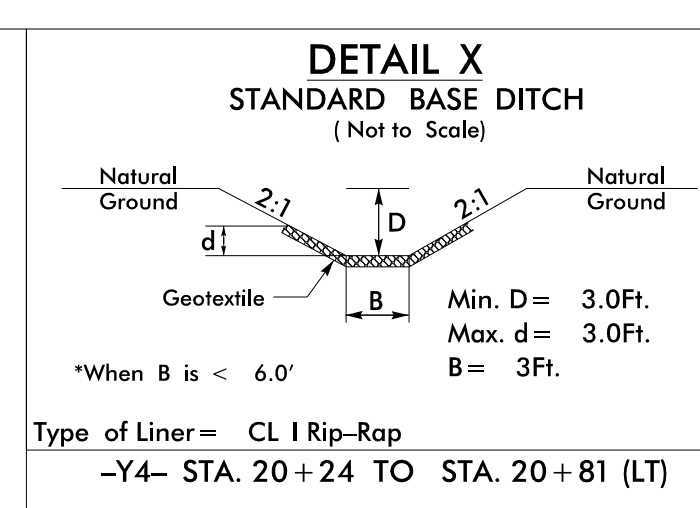 DETAIL X
STANDARD BASE DITCH
( Not to Scale)
Natural
Ground
2:1
D
2:1
Natural
Ground
d
Geotextile
B
Min. D= 3.0Ft.
Max. d= 3.0Ft.
B= 3Ft.
*When B is < 6.0'
Type of Liner= CL I Rip-Rap
-Y4- STA. 20+24 TO STA. 20+81 (LT)